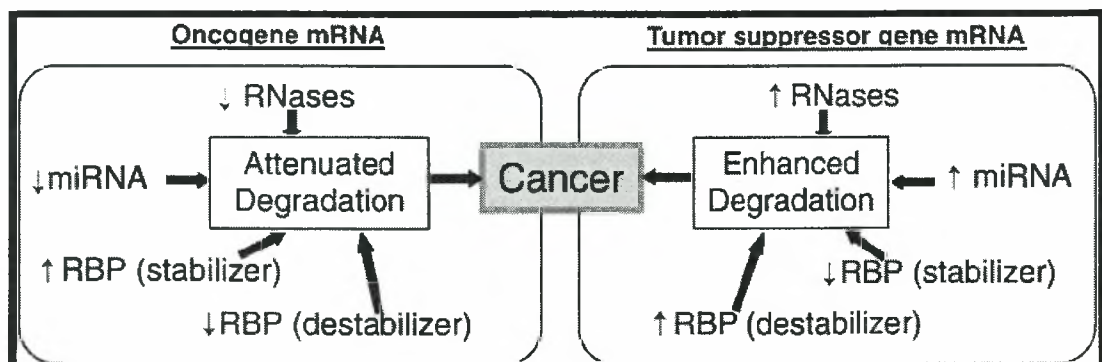 Oncogene mRNA
↓ RNases
↓miRNA
Attenuated
Degradation
↑ RBP (stabilizer)
↓RBP (destabilizer)
Cancer
Tumor suppressor gene mRNA
↑ RNases
Enhanced
Degradation
↑ miRNA
↓RBP (stabilizer)
↑ RBP (destabilizer)